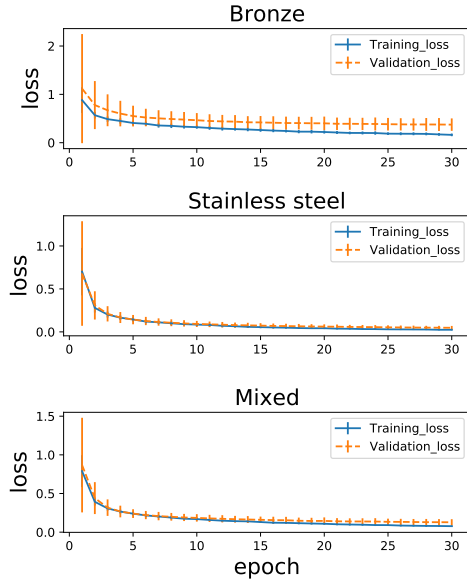 Bronze
loss
2
1
0
Training_loss
Validation_loss
0 5 10 15 20 25 30
Stainless steel
loss
1.0
0.5
0.0
Training_loss
Validation_loss
0 5 10 15 20 25 30
Mixed
loss
1.5
1.0
0.5
0.0
Training_loss
Validation_loss
0 5 10 15 20 25 30
epoch